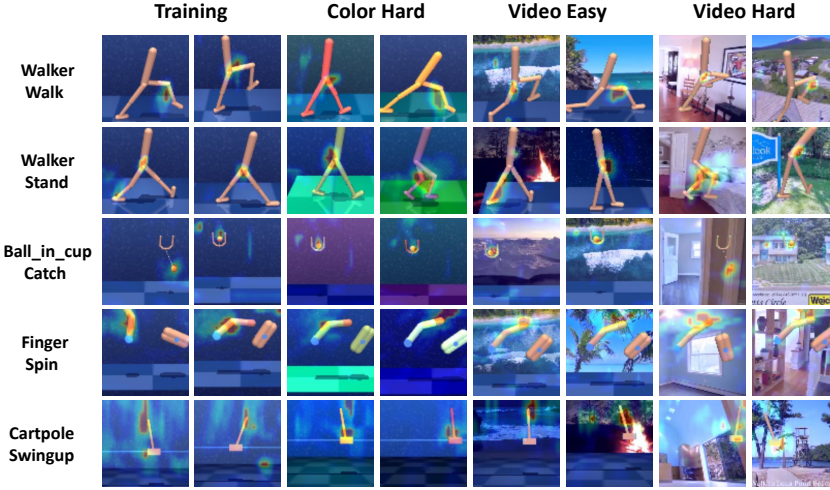 Training Color Hard Video Easy Video Hard
Walker
Walk
Walker
Stand
Ball_in_cup
Catch
Finger
Spin
Cartpole
Swingup